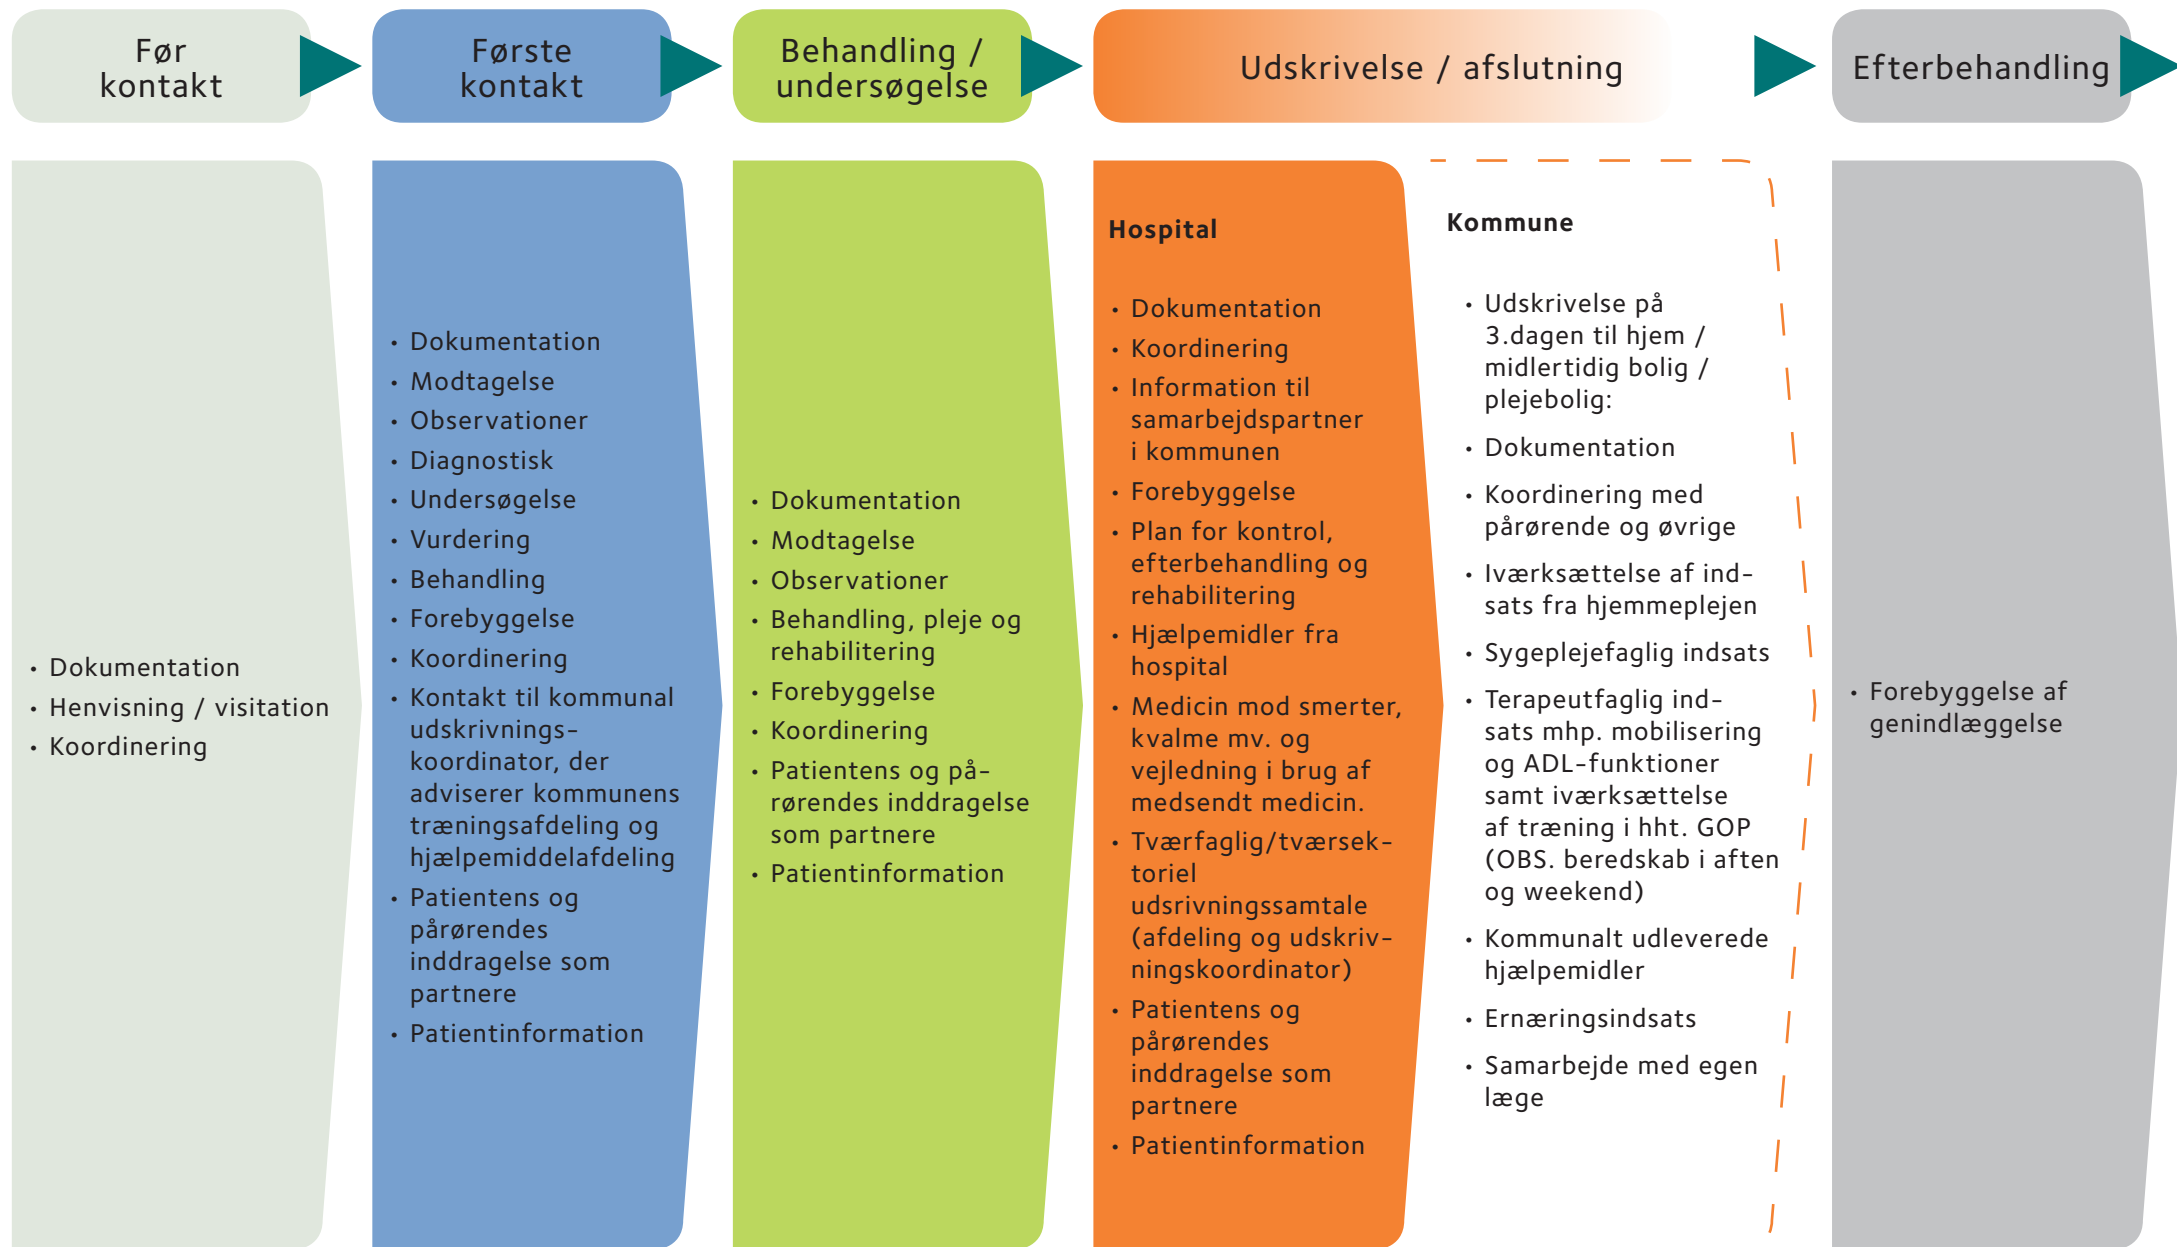 Før
kontakt
Første
kontakt
Behandling /
undersøgelse
Udskrivelse / afslutning
Efterbehandling
• Dokumentation
• Henvisning / visitation
• Koordinering
• Dokumentation
• Modtagelse
• Observationer
• Diagnostisk
• Undersøgelse
• Vurdering
• Behandling
• Forebyggelse
• Koordinering
• Kontakt til kommunal
udskrivnings-
koordinator, der
adviserer kommunens
træningsafdeling og
hjælpemiddelafdeling
• Patientens og
pårørendes
inddragelse som
partnere
• Patientinformation
• Dokumentation
• Modtagelse
• Observationer
• Behandling, pleje og
rehabilitering
• Forebyggelse
• Koordinering
• Patientens og på-
rørendes inddragelse
som partnere
• Patientinformation
Hospital
• Dokumentation
• Koordinering
• Information til
samarbejdspartner
i kommunen
• Forebyggelse
• Plan for kontrol,
efterbehandling og
rehabilitering
• Hjælpemidler fra
hospital
• Medicin mod smerter,
kvalme mv. og
vejledning i brug af
medsendt medicin.
• Tværfaglig/tværsek-
toriel
udsrivningssamtale
(afdeling og udskriv-
ningskoordinator)
• Patientens og
pårørendes
inddragelse som
partnere
• Patientinformation
Kommune
• Udskrivelse på
3.dagen til hjem /
midlertidig bolig /
plejebolig:
• Dokumentation
• Koordinering med
pårørende og øvrige
• Iværksættelse af ind-
sats fra hjemmeplejen
• Sygeplejefaglig indsats
• Terapeutfaglig ind-
sats mhp. mobilisering
og ADL-funktioner
samt iværksættelse
af træning i hht. GOP
(OBS. beredskab i aften
og weekend)
• Kommunalt udleverede
hjælpemidler
• Ernæringsindsats
• Samarbejde med egen
læge
• Forebyggelse af
genindlæggelse